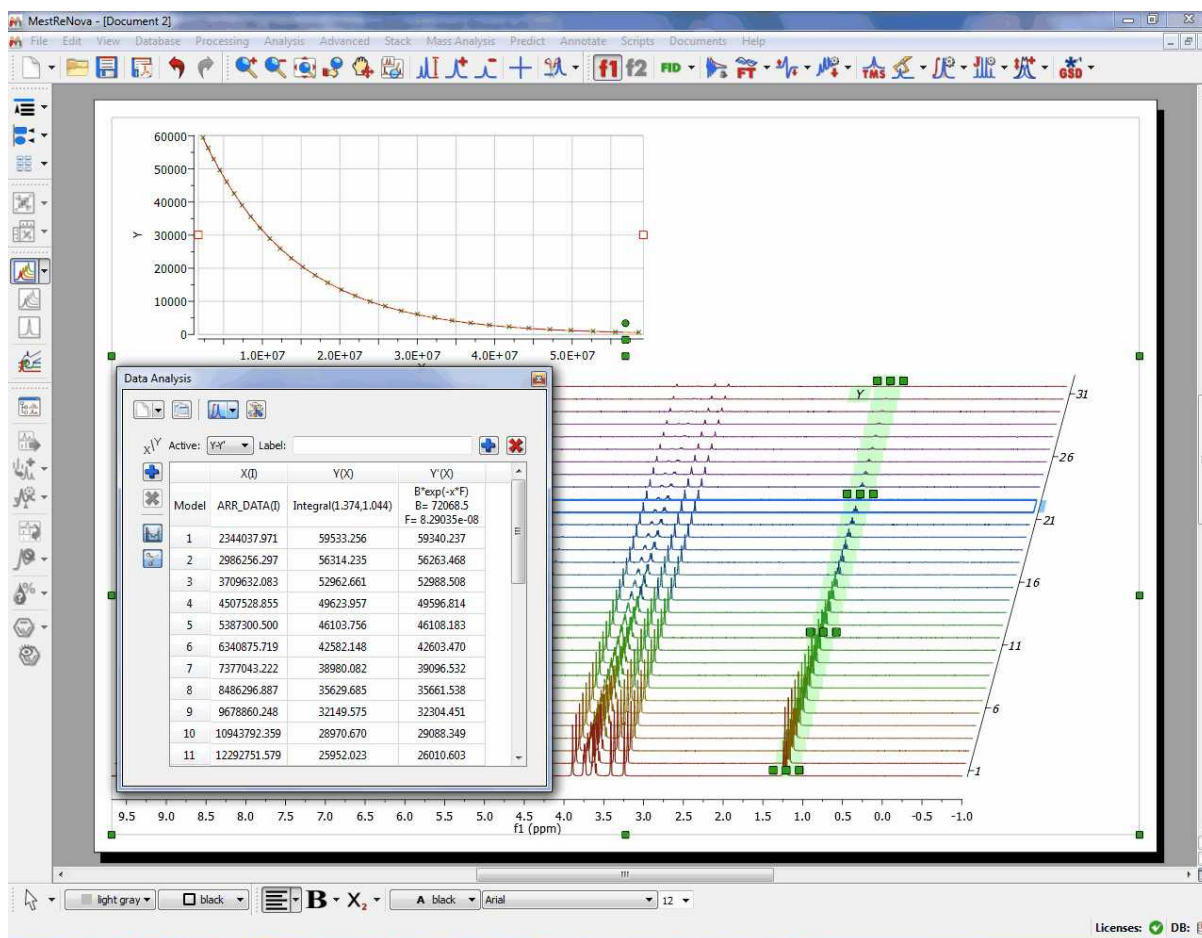 MestReNova - [Document 2]
File Edit View Database Processing Analysis Advanced Stack Mass Analysis Predict Annotate Scripts Documents Help
f1 f2 FID FT TMS GSD
60000
50000
40000
Y 30000
20000
10000
0
1.0E+07 2.0E+07 3.0E+07 4.0E+07 5.0E+07
Data Analysis
X|Y Active: Y-Y' Label:
X(I) Y(X) Y'(X)
Model ARR_DATA(I) Integral(1.374,1.044) B*exp(-x*F)
B= 72068.5
F= 8.29035e-08
1 2344037.971 59533.256 59340.237
2 2986256.297 56314.235 56263.468
3 3709632.083 52962.661 52988.508
4 4507528.855 49623.957 49596.814
5 5387300.500 46103.756 46108.183
6 6340875.719 42582.148 42603.470
7 7377043.222 38980.082 39096.532
8 8486296.887 35629.685 35661.538
9 9678860.248 32149.575 32304.451
10 10943792.359 28970.670 29088.349
11 12292751.579 25952.023 26010.603
Y
31
26
21
16
11
6
1
9.5 9.0 8.5 8.0 7.5 7.0 6.5 6.0 5.5 5.0 4.5 4.0 3.5 3.0 2.5 2.0 1.5 1.0 0.5 0.0 -0.5 -1.0
f1 (ppm)
light gray black B X2 A black Arial 12
Licenses: DB: